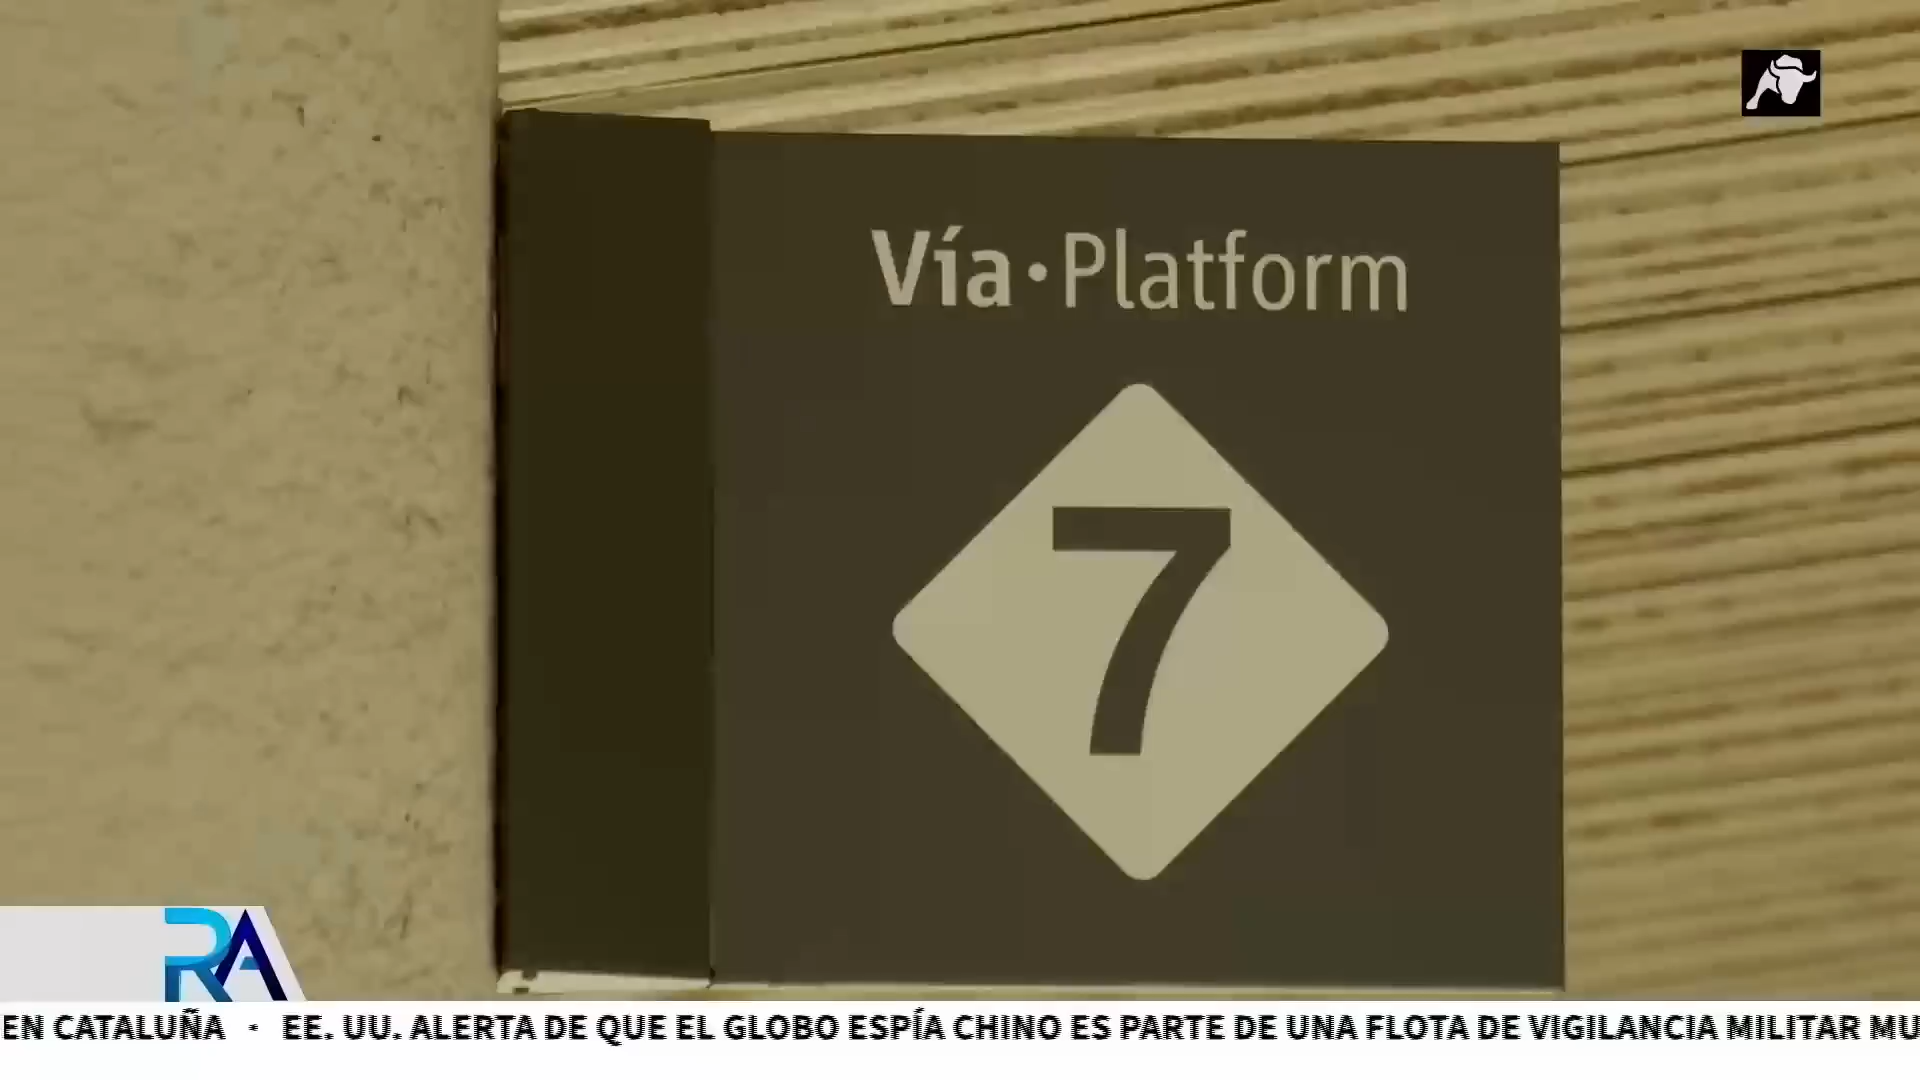 Vía·Platform
7
RA
EN CATALUÑA · EE. UU. ALERTA DE QUE EL GLOBO ESPÍA CHINO ES PARTE DE UNA FLOTA DE VIGILANCIA MILITAR MU